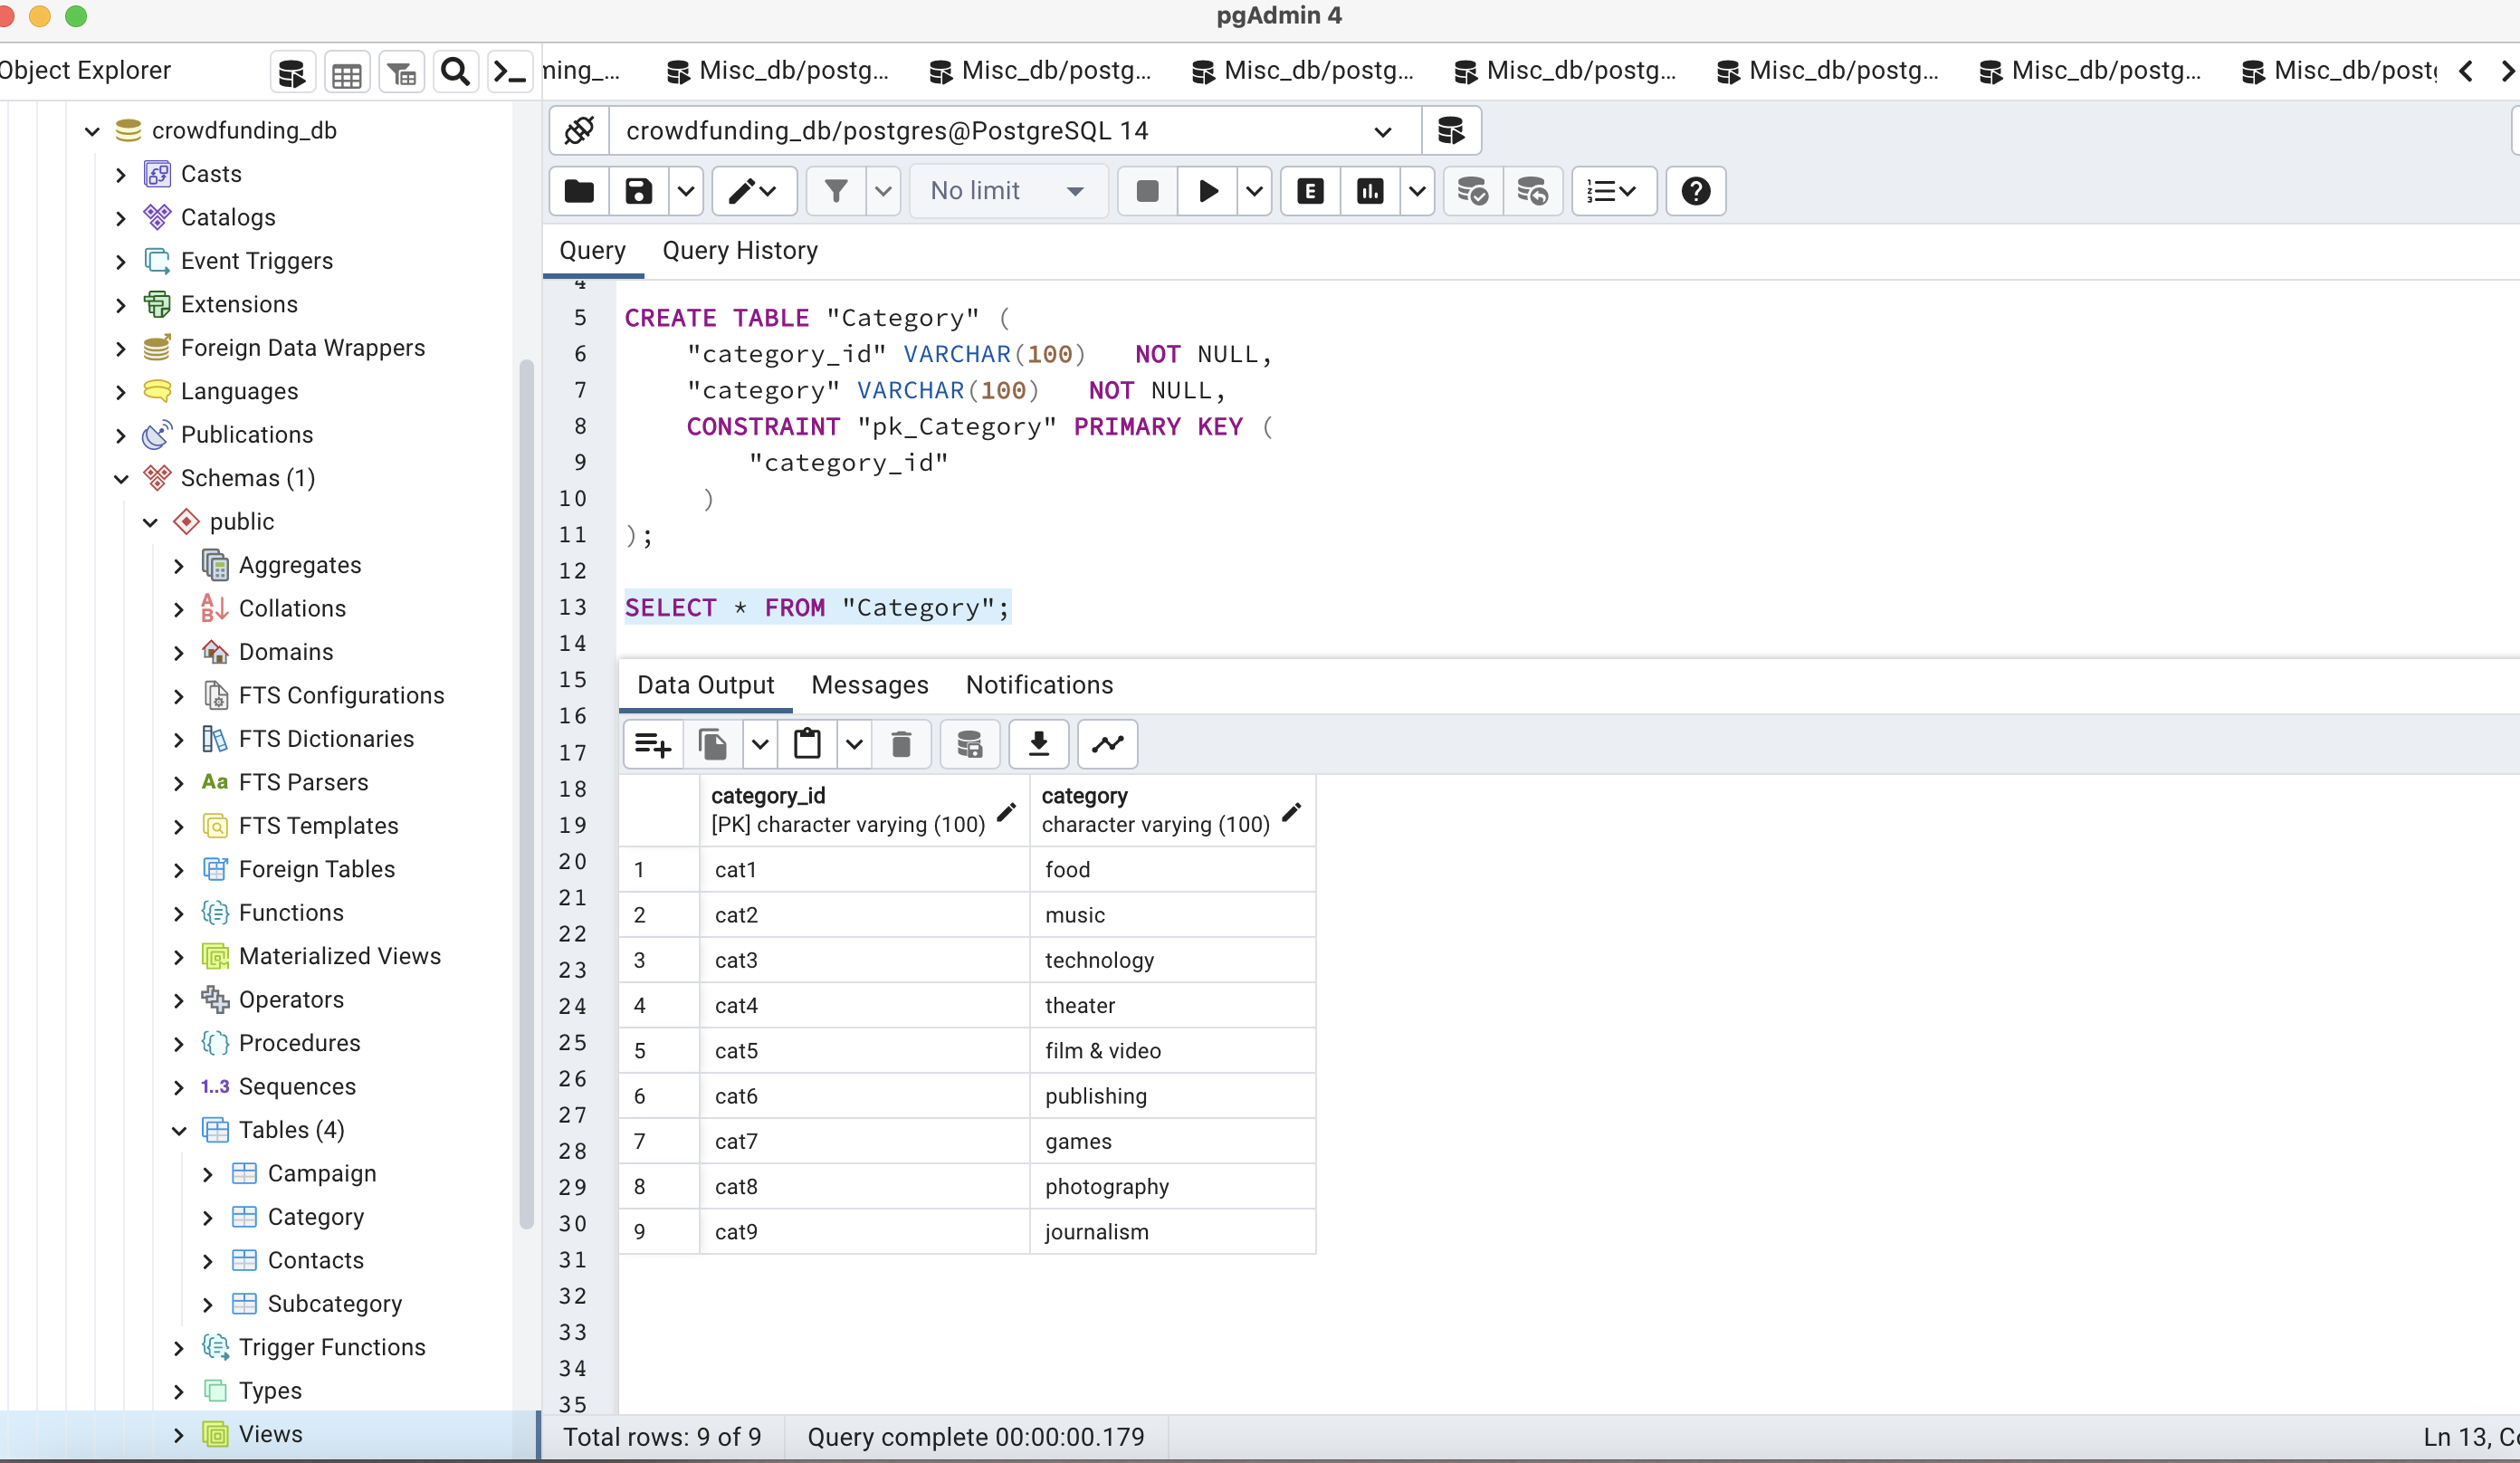 pgAdmin 4
Object Explorer
ming_...
Misc_db/postg...
Misc_db/postg...
Misc_db/postg...
Misc_db/postg...
Misc_db/postg...
Misc_db/postg...
Misc_db/postg
crowdfunding_db
Casts
Catalogs
Event Triggers
Extensions
Foreign Data Wrappers
Languages
Publications
Schemas (1)
public
Aggregates
Collations
Domains
FTS Configurations
FTS Dictionaries
Aa FTS Parsers
FTS Templates
Foreign Tables
Functions
Materialized Views
Operators
Procedures
1..3 Sequences
Tables (4)
Campaign
Category
Contacts
Subcategory
Trigger Functions
Types
Views
crowdfunding_db/postgres@PostgreSQL 14
No limit
E
Query
Query History
4
5 CREATE TABLE "Category" (
6 "category_id" VARCHAR(100) NOT NULL,
7 "category" VARCHAR(100) NOT NULL,
8 CONSTRAINT "pk_Category" PRIMARY KEY (
9 "category_id"
10 )
11 );
12
13 SELECT * FROM "Category";
14
15
16
17
18
19
20
21
22
23
24
25
26
27
28
29
30
31
32
33
34
35
Data Output
Messages
Notifications
category_id
[PK] character varying (100)
category
character varying (100)
1 cat1 food
2 cat2 music
3 cat3 technology
4 cat4 theater
5 cat5 film & video
6 cat6 publishing
7 cat7 games
8 cat8 photography
9 cat9 journalism
Total rows: 9 of 9
Query complete 00:00:00.179
Ln 13,